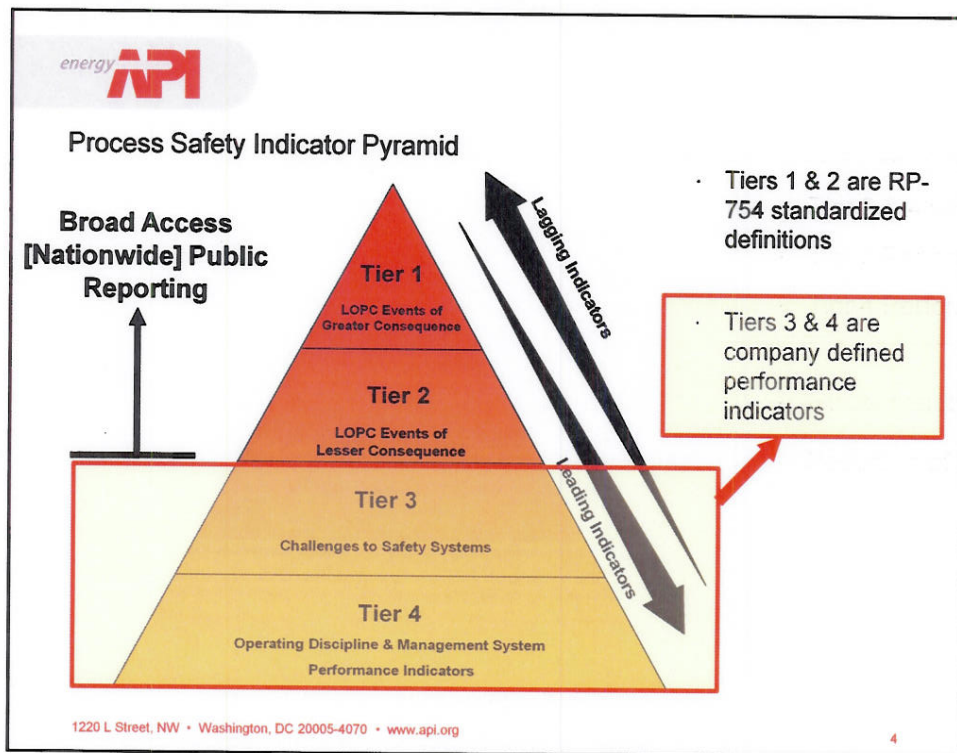 energy API
Process Safety Indicator Pyramid
Broad Access
[Nationwide] Public
Reporting
Tier 1
LOPC Events of
Greater Consequence
Tier 2
LOPC Events of
Lesser Consequence
Tier 3
Challenges to Safety Systems
Tier 4
Operating Discipline & Management System
Performance Indicators
Lagging Indicators
Leading Indicators
· Tiers 1 & 2 are RP-
754 standardized
definitions
· Tiers 3 & 4 are
company defined
performance
indicators
1220 L Street, NW • Washington, DC 20005-4070 • www.api.org
4